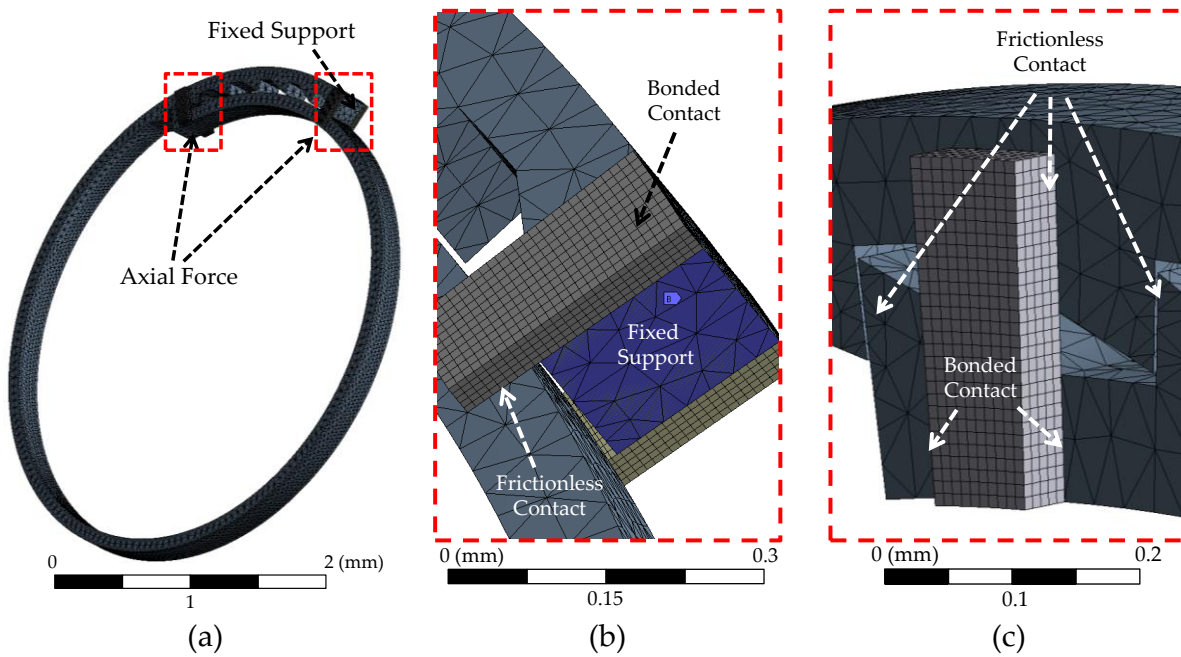 Fixed Support
Axial Force
0
2 (mm)
1
(a)
Bonded
Contact
B
Fixed
Support
Frictionless
Contact
0 (mm)
0.3
0.15
(b)
Frictionless
Contact
Bonded
Contact
0 (mm)
0.2
0.1
(c)